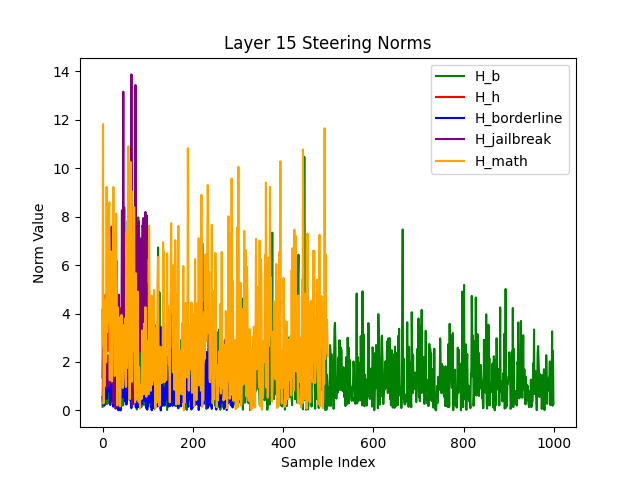 Layer 15 Steering Norms
14
12
10
8
6
4
2
0
Norm Value
H_b
H_h
H_borderline
H_jailbreak
H_math
0 200 400 600 800 1000
Sample Index